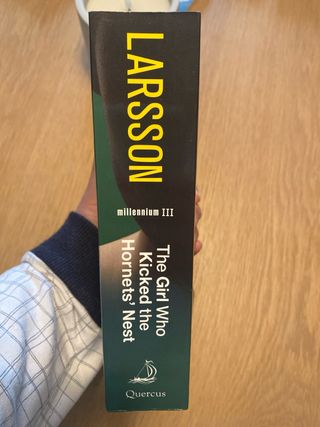 LARSSON
millennium III
The Girl Who
Kicked the
Hornets' Nest
Quercus